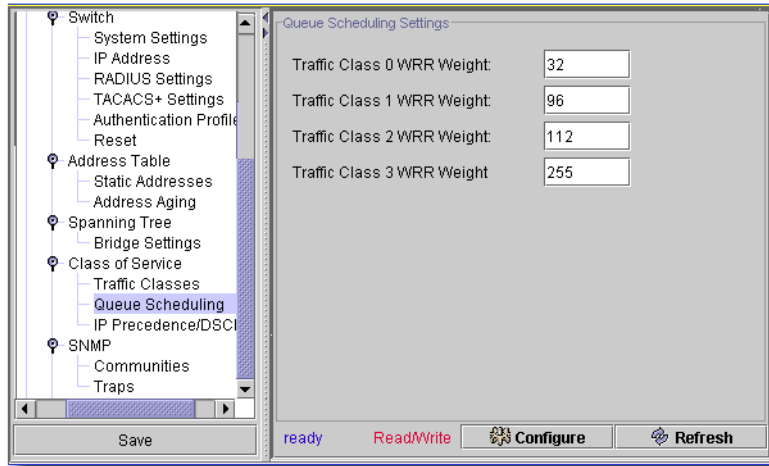 Switch
System Settings
IP Address
RADIUS Settings
TACACS+ Settings
Authentication Profile
Reset
Address Table
Static Addresses
Address Aging
Spanning Tree
Bridge Settings
Class of Service
Traffic Classes
Queue Scheduling
IP Precedence/DSCI
SNMP
Communities
Traps
Save
Queue Scheduling Settings
Traffic Class 0 WRR Weight: 32
Traffic Class 1 WRR Weight: 96
Traffic Class 2 WRR Weight: 112
Traffic Class 3 WRR Weight 255
ready Read/Write Configure Refresh